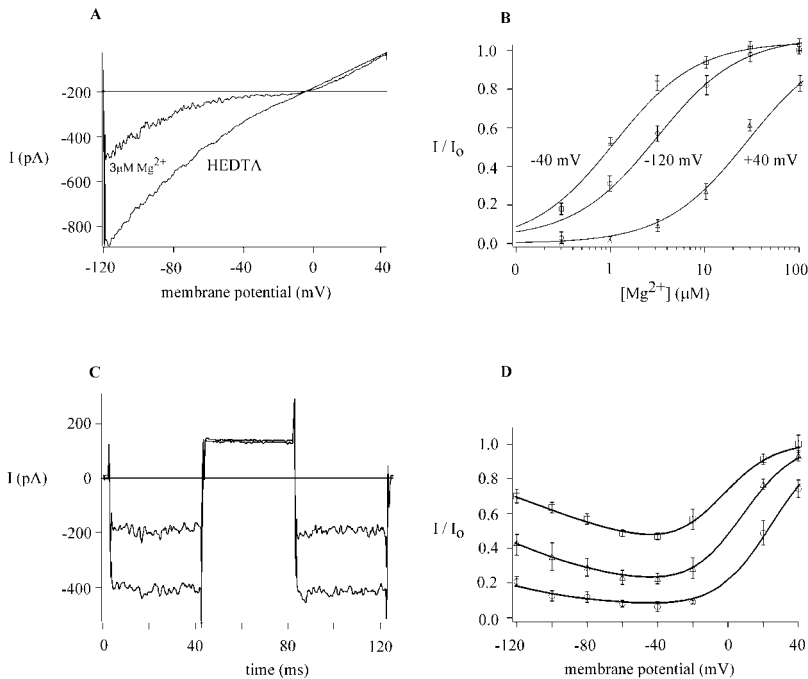 A
I (pA)
-200
-400
-600
-800
3μM Mg2+
HEDTA
-120
-80
-40
0
40
membrane potential (mV)
B
I / Io
1.0
0.8
0.6
0.4
0.2
0.0
-40 mV
-120 mV
+40 mV
0
1
10
100
[Mg2+] (μM)
C
I (pA)
200
0
-200
-400
0
40
80
120
time (ms)
D
I / Io
1.0
0.8
0.6
0.4
0.2
0.0
-120
-80
-40
0
40
membrane potential (mV)